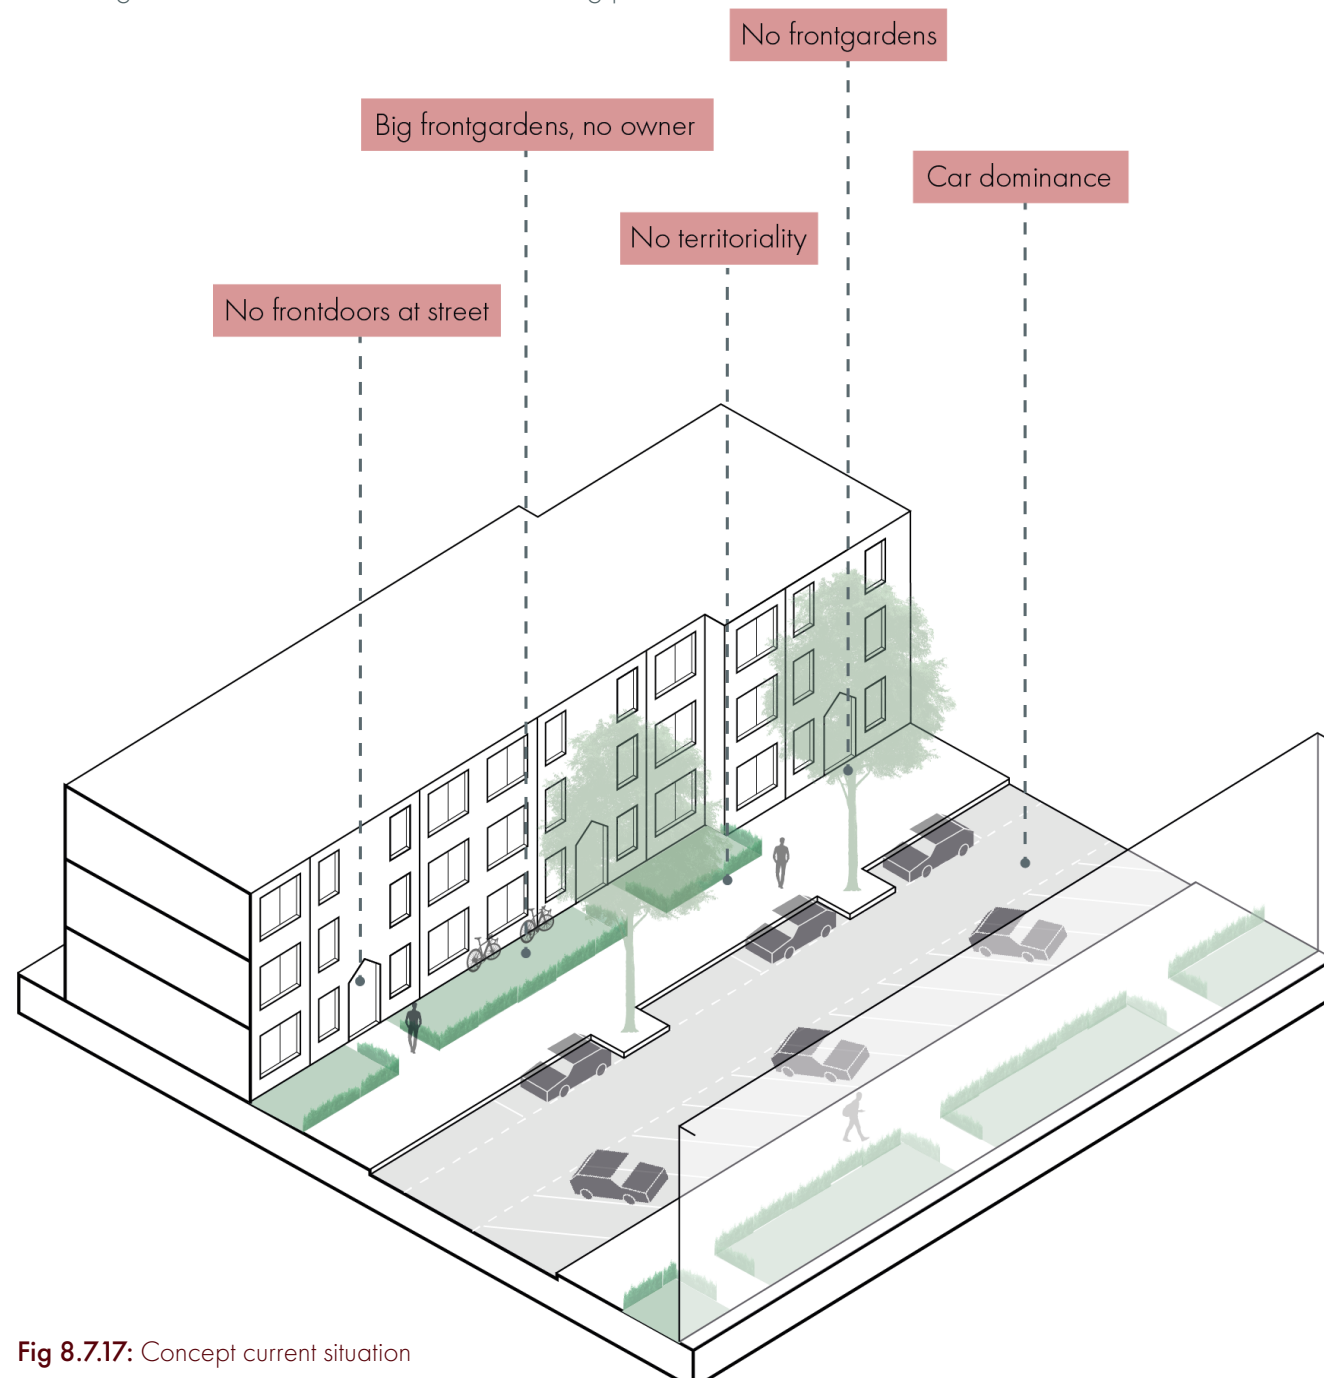 No frontgardens
Big frontgardens, no owner
Car dominance
No territoriality
No frontdoors at street
Fig 8.7.17: Concept current situation